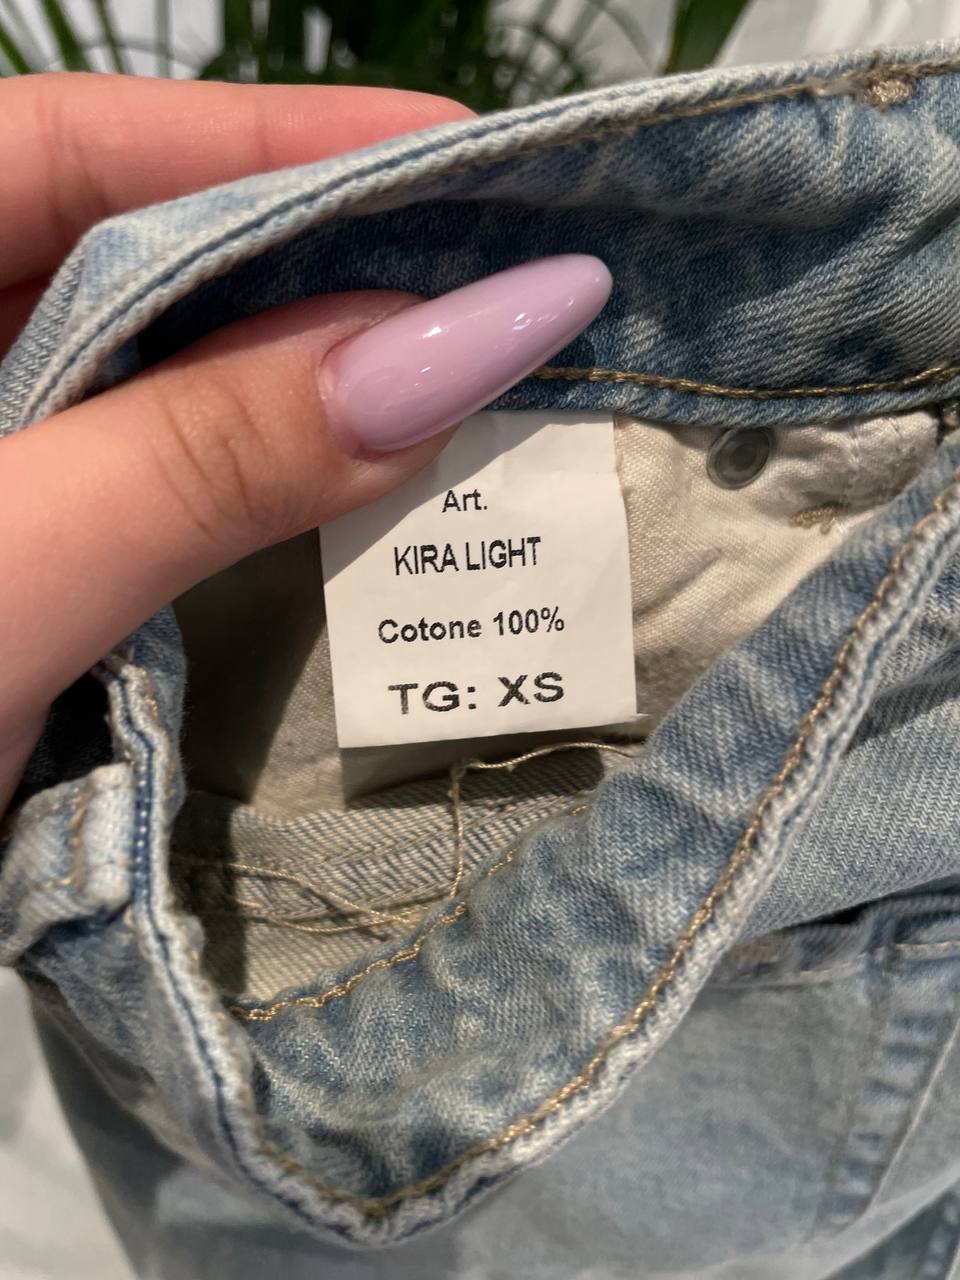 Art.
KIRA LIGHT
Cotone 100%
TG: XS